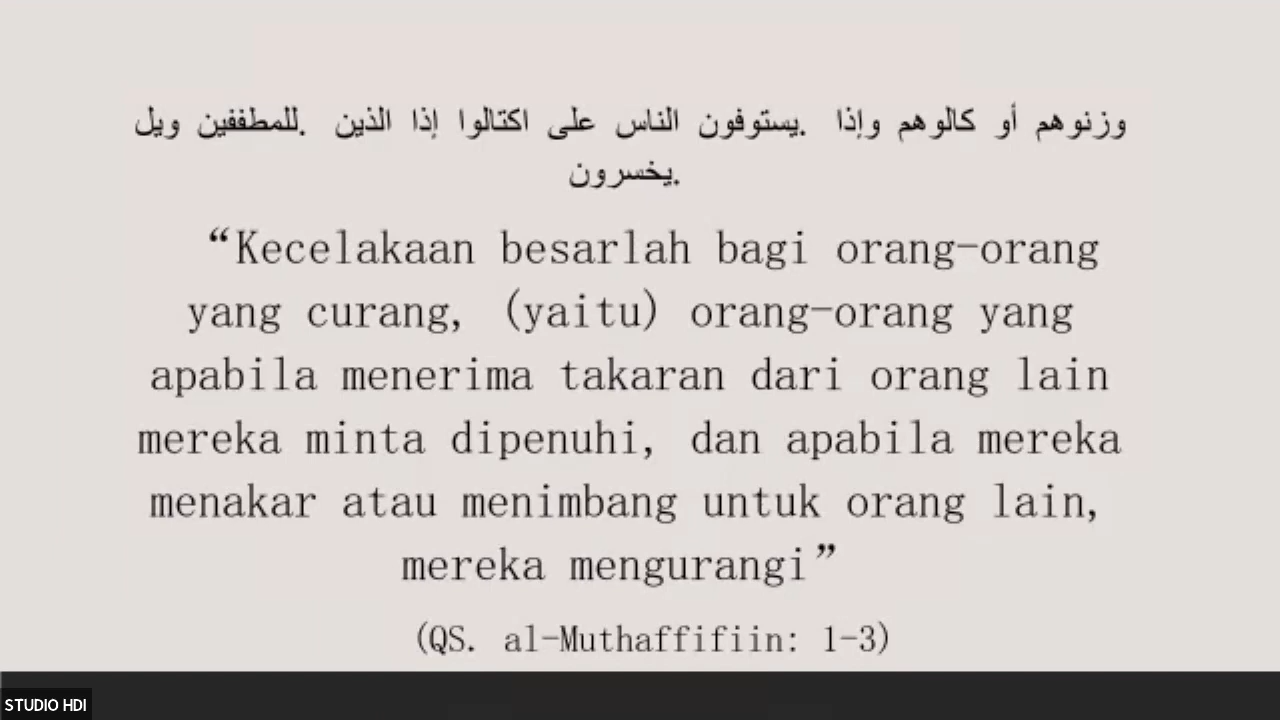 ويل للمطففين. الذين إذا اكتالوا على الناس يستوفون. وإذا كالوهم أو وزنوهم
يخسرون.
“Kecelakaan besarlah bagi orang-orang
yang curang, (yaitu) orang-orang yang
apabila menerima takaran dari orang lain
mereka minta dipenuhi, dan apabila mereka
menakar atau menimbang untuk orang lain,
mereka mengurangi”
(QS. al-Muthaffifiin: 1-3)
STUDIO HDI